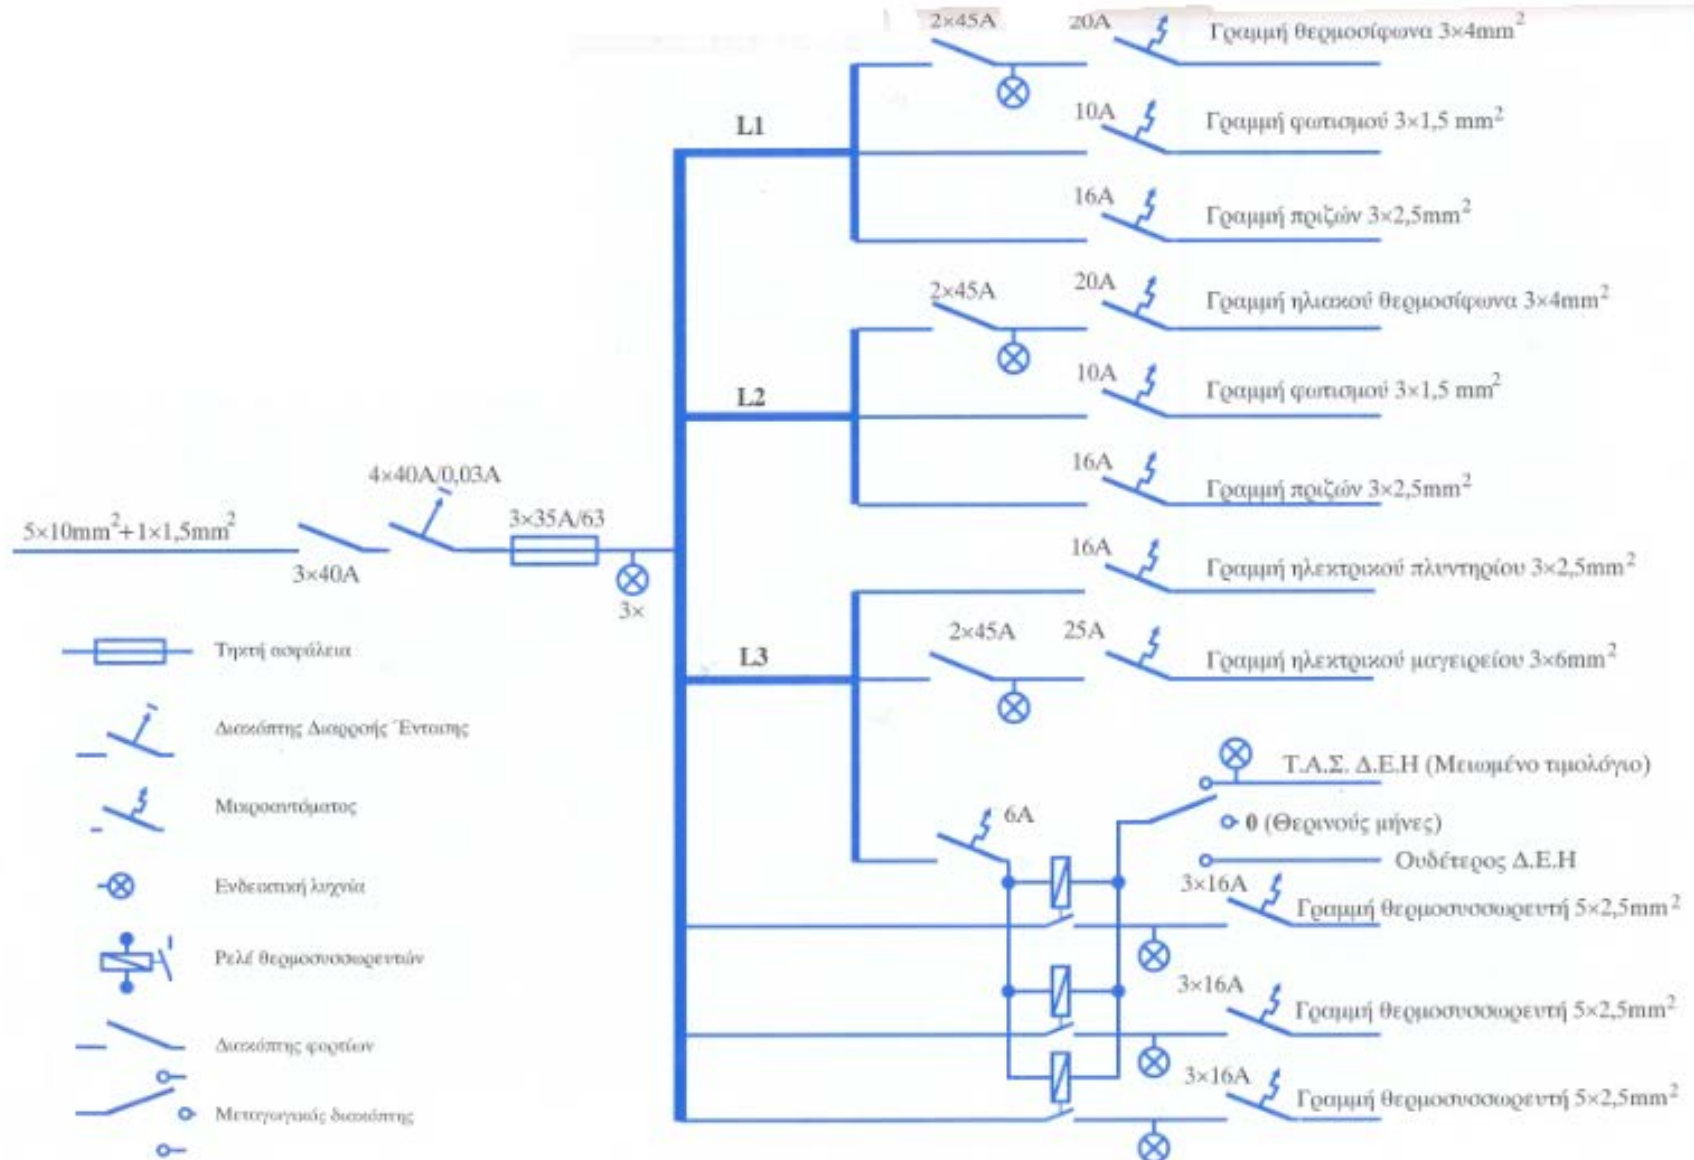 2×45A
20A
Γραμμή θερμοσίφωνα 3×4mm²
10A
Γραμμή φωτισμού 3×1,5 mm²
L1
16A
Γραμμή πριζών 3×2,5mm²
2×45A
20A
Γραμμή ηλιακού θερμοσίφωνα 3×4mm²
10A
Γραμμή φωτισμού 3×1,5 mm²
L2
16A
Γραμμή πριζών 3×2,5mm²
5×10mm²+1×1,5mm²
3×40A
4×40A/0,03A
3×35A/63
3×
16A
Γραμμή ηλεκτρικού πλυντηρίου 3×2,5mm²
L3
2×45A
25A
Γραμμή ηλεκτρικού μαγειρείου 3×6mm²
Τ.Α.Σ. Δ.Ε.Η (Μειωμένο τιμολόγιο)
6A
0 (Θερινούς μήνες)
Ουδέτερος Δ.Ε.Η
3×16A
Γραμμή θερμοσυσσωρευτή 5×2,5mm²
3×16A
Γραμμή θερμοσυσσωρευτή 5×2,5mm²
3×16A
Γραμμή θερμοσυσσωρευτή 5×2,5mm²
Τηκτή ασφάλεια
Διακόπτης Διαρροής Έντασης
Μικροαυτόματος
Ενδεικτική λυχνία
Ρελέ θερμοσυσσωρευτών
Διακόπτης φορτίων
Μεταγωγικός διακόπτης